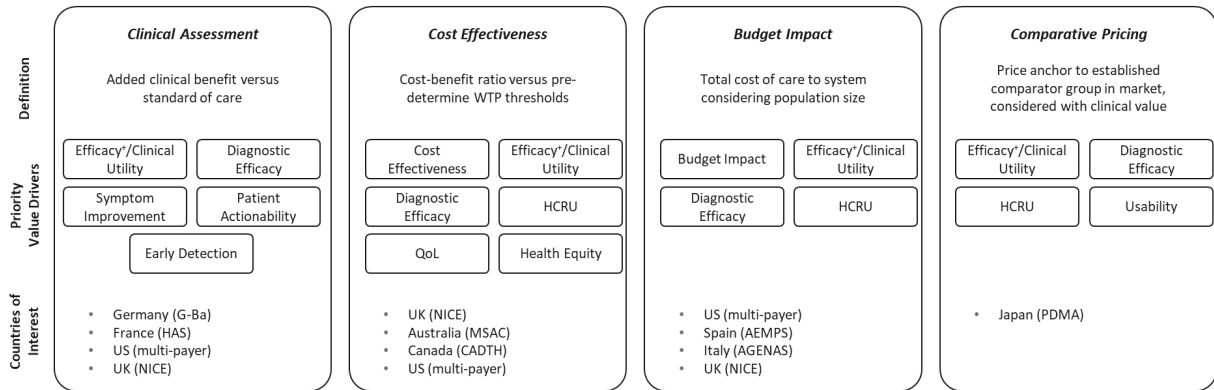 Definition
Priority
Value Drivers
Countries of
Interest
Clinical Assessment
Added clinical benefit versus
standard of care
Efficacy⁺/Clinical
Utility
Diagnostic
Efficacy
Symptom
Improvement
Patient
Actionability
Early Detection
• Germany (G-Ba)
• France (HAS)
• US (multi-payer)
• UK (NICE)
Cost Effectiveness
Cost-benefit ratio versus pre-
determine WTP thresholds
Cost
Effectiveness
Efficacy⁺/Clinical
Utility
Diagnostic
Efficacy
HCRU
QoL
Health Equity
• UK (NICE)
• Australia (MSAC)
• Canada (CADTH)
• US (multi-payer)
Budget Impact
Total cost of care to system
considering population size
Budget Impact
Efficacy⁺/Clinical
Utility
Diagnostic
Efficacy
HCRU
• US (multi-payer)
• Spain (AEMPS)
• Italy (AGENAS)
• UK (NICE)
Comparative Pricing
Price anchor to established
comparator group in market,
considered with clinical value
Efficacy⁺/Clinical
Utility
Diagnostic
Efficacy
HCRU
Usability
• Japan (PDMA)